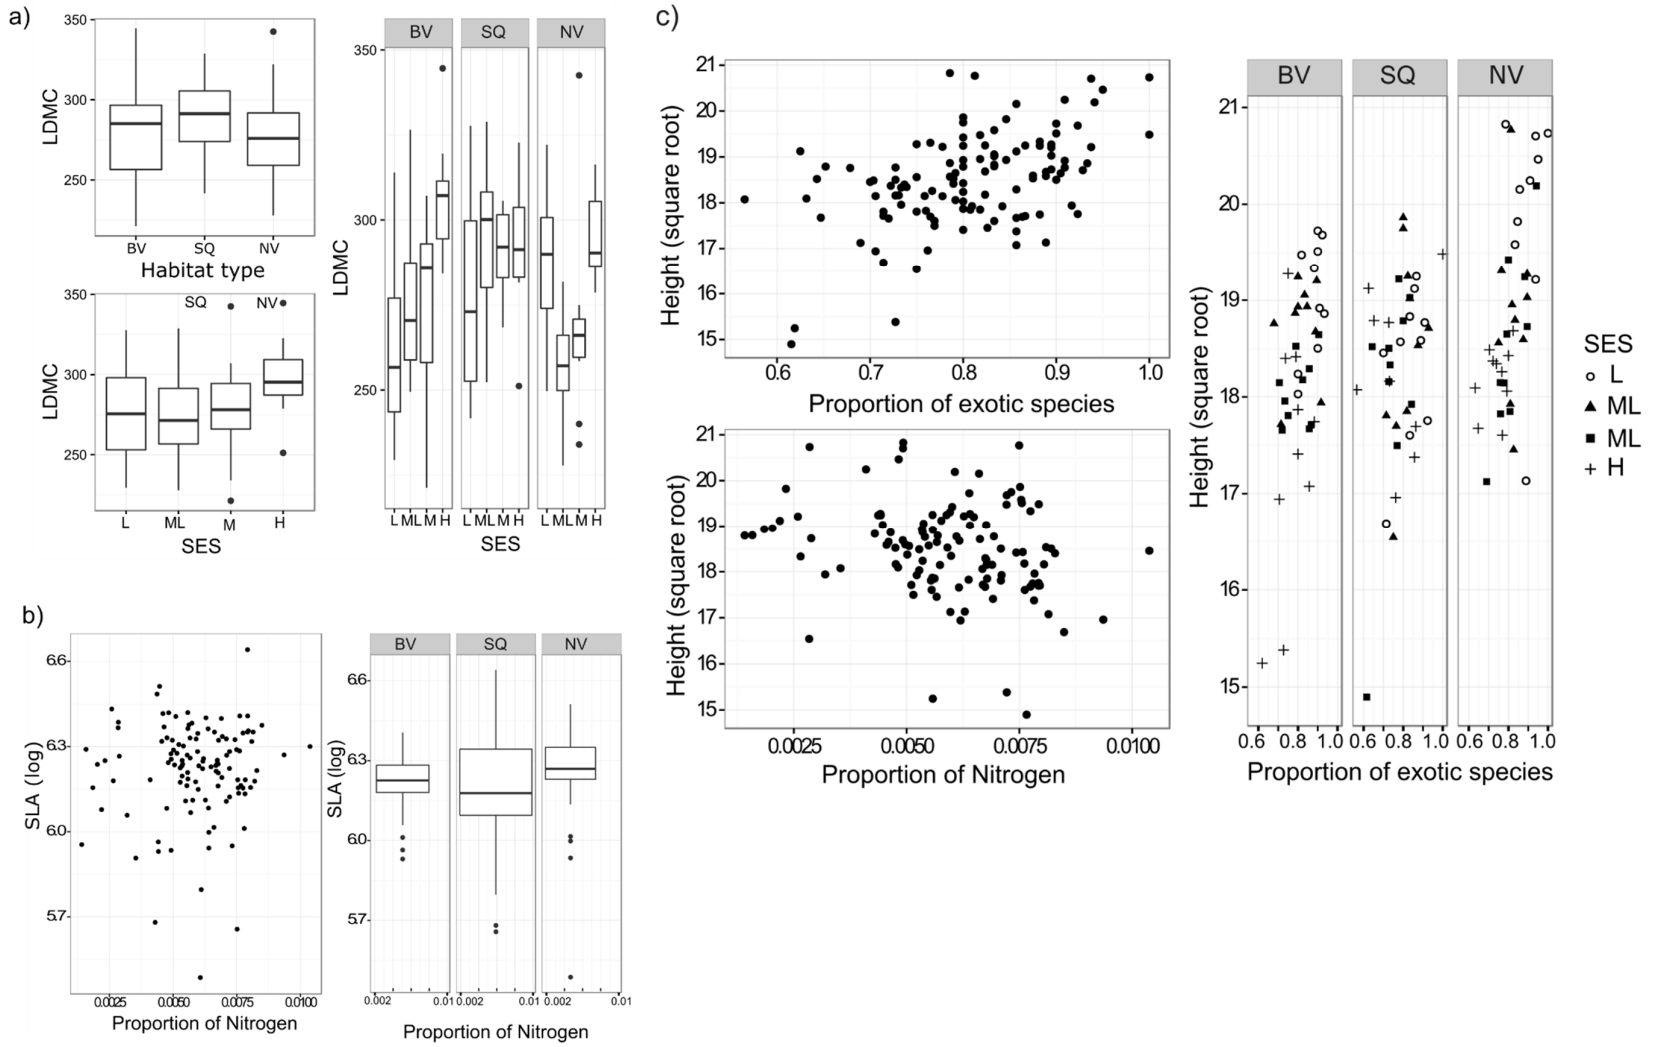 a)
350
300
250
LDMC
BV SQ NV
Habitat type
SQ NV
350
300
250
LDMC
L ML M H
SES
BV SQ NV
350
300
250
LDMC
L ML M H L ML M H L ML M H
SES
b)
6.6
6.3
6.0
5.7
SLA (log)
0.0025 0.0050 0.0075 0.0100
Proportion of Nitrogen
BV SQ NV
6.6
6.3
6.0
5.7
SLA (log)
0.002 0.01 0.002 0.01 0.002 0.01
Proportion of Nitrogen
c)
21
20
19
18
17
16
15
Height (square root)
0.6 0.7 0.8 0.9 1.0
Proportion of exotic species
21
20
19
18
17
16
15
Height (square root)
0.0025 0.0050 0.0075 0.0100
Proportion of Nitrogen
BV SQ NV
21
20
19
18
17
16
15
Height (square root)
0.6 0.8 1.0 0.6 0.8 1.0 0.6 0.8 1.0
Proportion of exotic species
SES
L
ML
ML
H